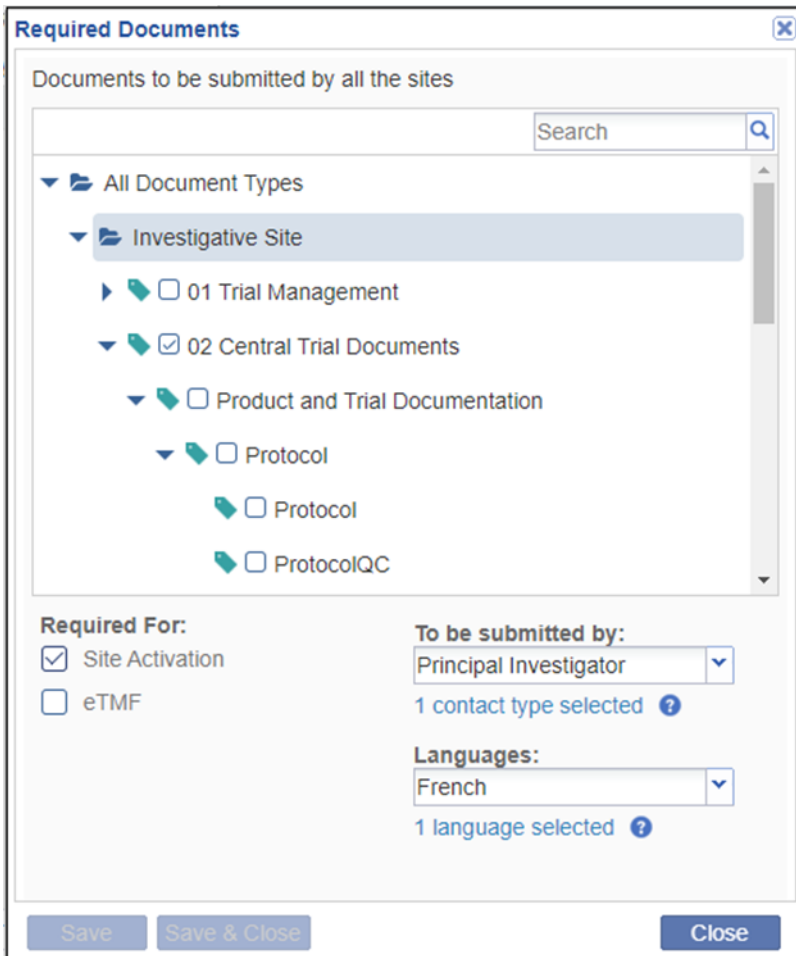 Required Documents
Documents to be submitted by all the sites
Search
All Document Types
Investigative Site
01 Trial Management
02 Central Trial Documents
Product and Trial Documentation
Protocol
Protocol
ProtocolQC
Required For:
Site Activation
eTMF
To be submitted by:
Principal Investigator
1 contact type selected ?
Languages:
French
1 language selected ?
Save
Save & Close
Close